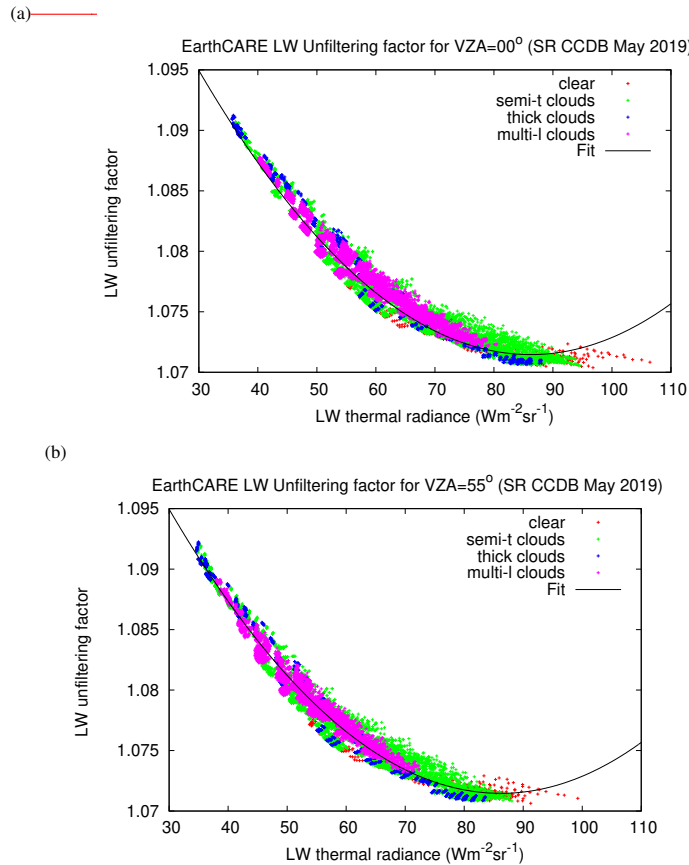 (a)
EarthCARE LW Unfiltering factor for VZA=00° (SR CCDB May 2019)
1.095
1.09
1.085
1.08
1.075
1.07
LW unfiltering factor
clear
semi-t clouds
thick clouds
multi-l clouds
Fit
30 40 50 60 70 80 90 100 110
LW thermal radiance (Wm⁻²sr⁻¹)
(b)
EarthCARE LW Unfiltering factor for VZA=55° (SR CCDB May 2019)
1.095
1.09
1.085
1.08
1.075
1.07
LW unfiltering factor
clear
semi-t clouds
thick clouds
multi-l clouds
Fit
30 40 50 60 70 80 90 100 110
LW thermal radiance (Wm⁻²sr⁻¹)